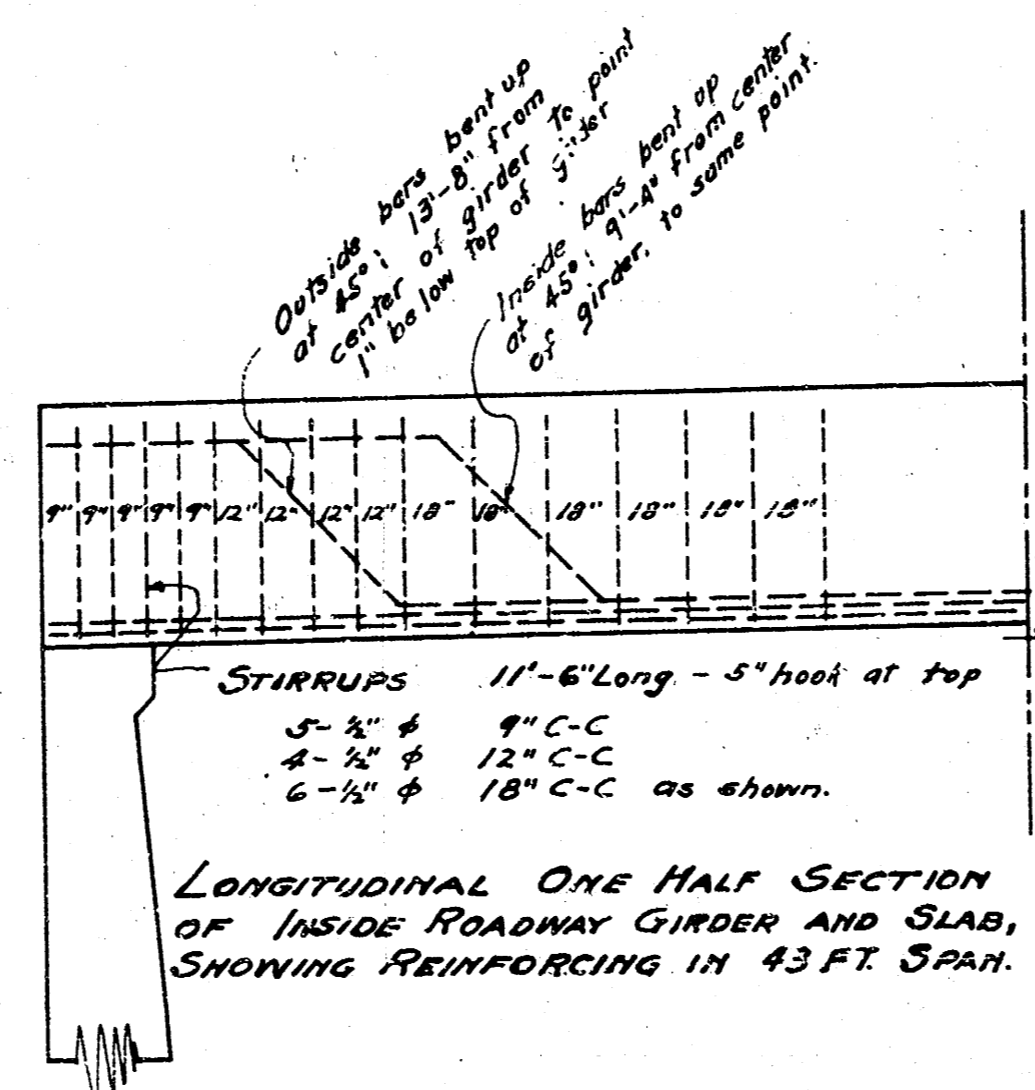 Outside bars bent up
at 45°; 13'-8" from
center of girder to point
1" below top of girder
Inside bars bent up
at 45°; 9'-4" from center
of girder, to same point.
9" 9" 9" 9" 9" 12" 12" 12" 12" 18" 18" 18" 18" 18" 18"
STIRRUPS 11'-6" Long - 5" hook at top
5 - ½" ϕ 9" C-C
4 - ½" ϕ 12" C-C
6 - ½" ϕ 18" C-C as shown.
LONGITUDINAL ONE HALF SECTION
OF INSIDE ROADWAY GIRDER AND SLAB,
SHOWING REINFORCING IN 43 FT. SPAN.